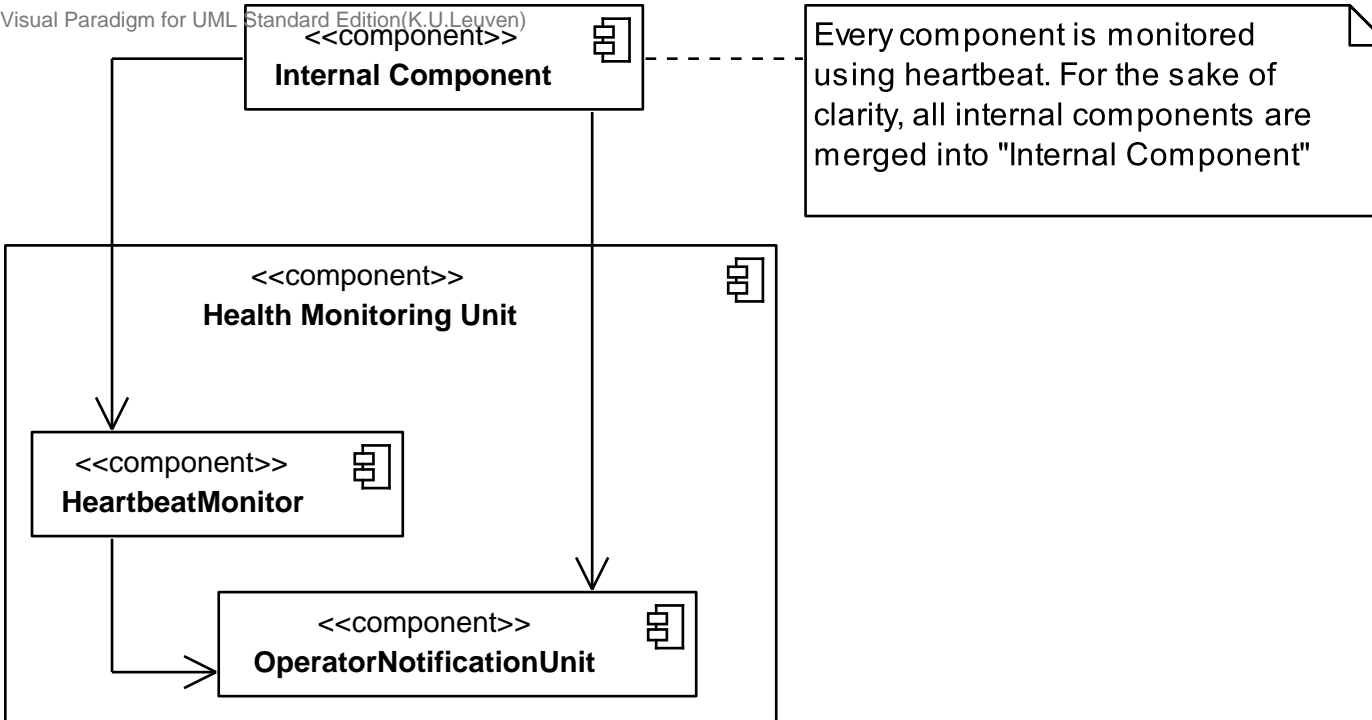 Visual Paradigm for UML Standard Edition(K.U.Leuven)
<<component>>
Internal Component
Every component is monitored
using heartbeat. For the sake of
clarity, all internal components are
merged into "Internal Component"
<<component>>
Health Monitoring Unit
<<component>>
HeartbeatMonitor
<<component>>
OperatorNotificationUnit